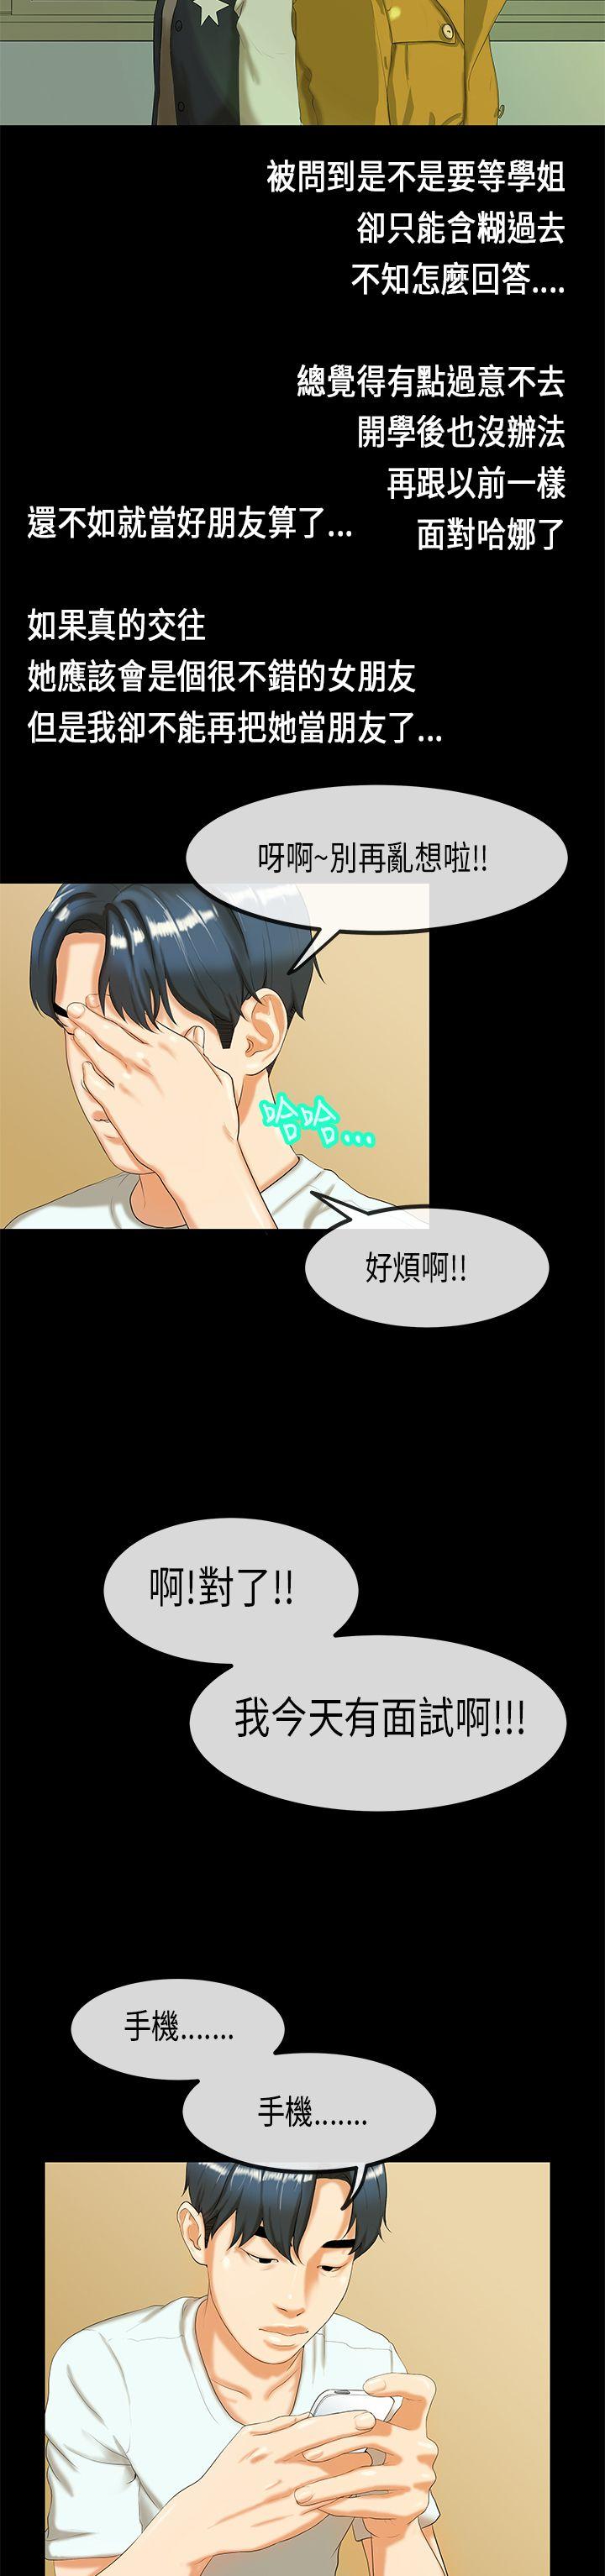 被問到是不是要等學姐
卻只能含糊過去
不知怎麼回答....
總覺得有點過意不去
開學後也沒辦法
再跟以前一樣
面對哈娜了
還不如就當好朋友算了...
如果真的交往
她應該會是個很不錯的女朋友
但是我卻不能再把她當朋友了...
呀啊~別再亂想啦!!
哈哈...
好煩啊!!
啊!對了!!
我今天有面試啊!!!
手機.......
手機.......